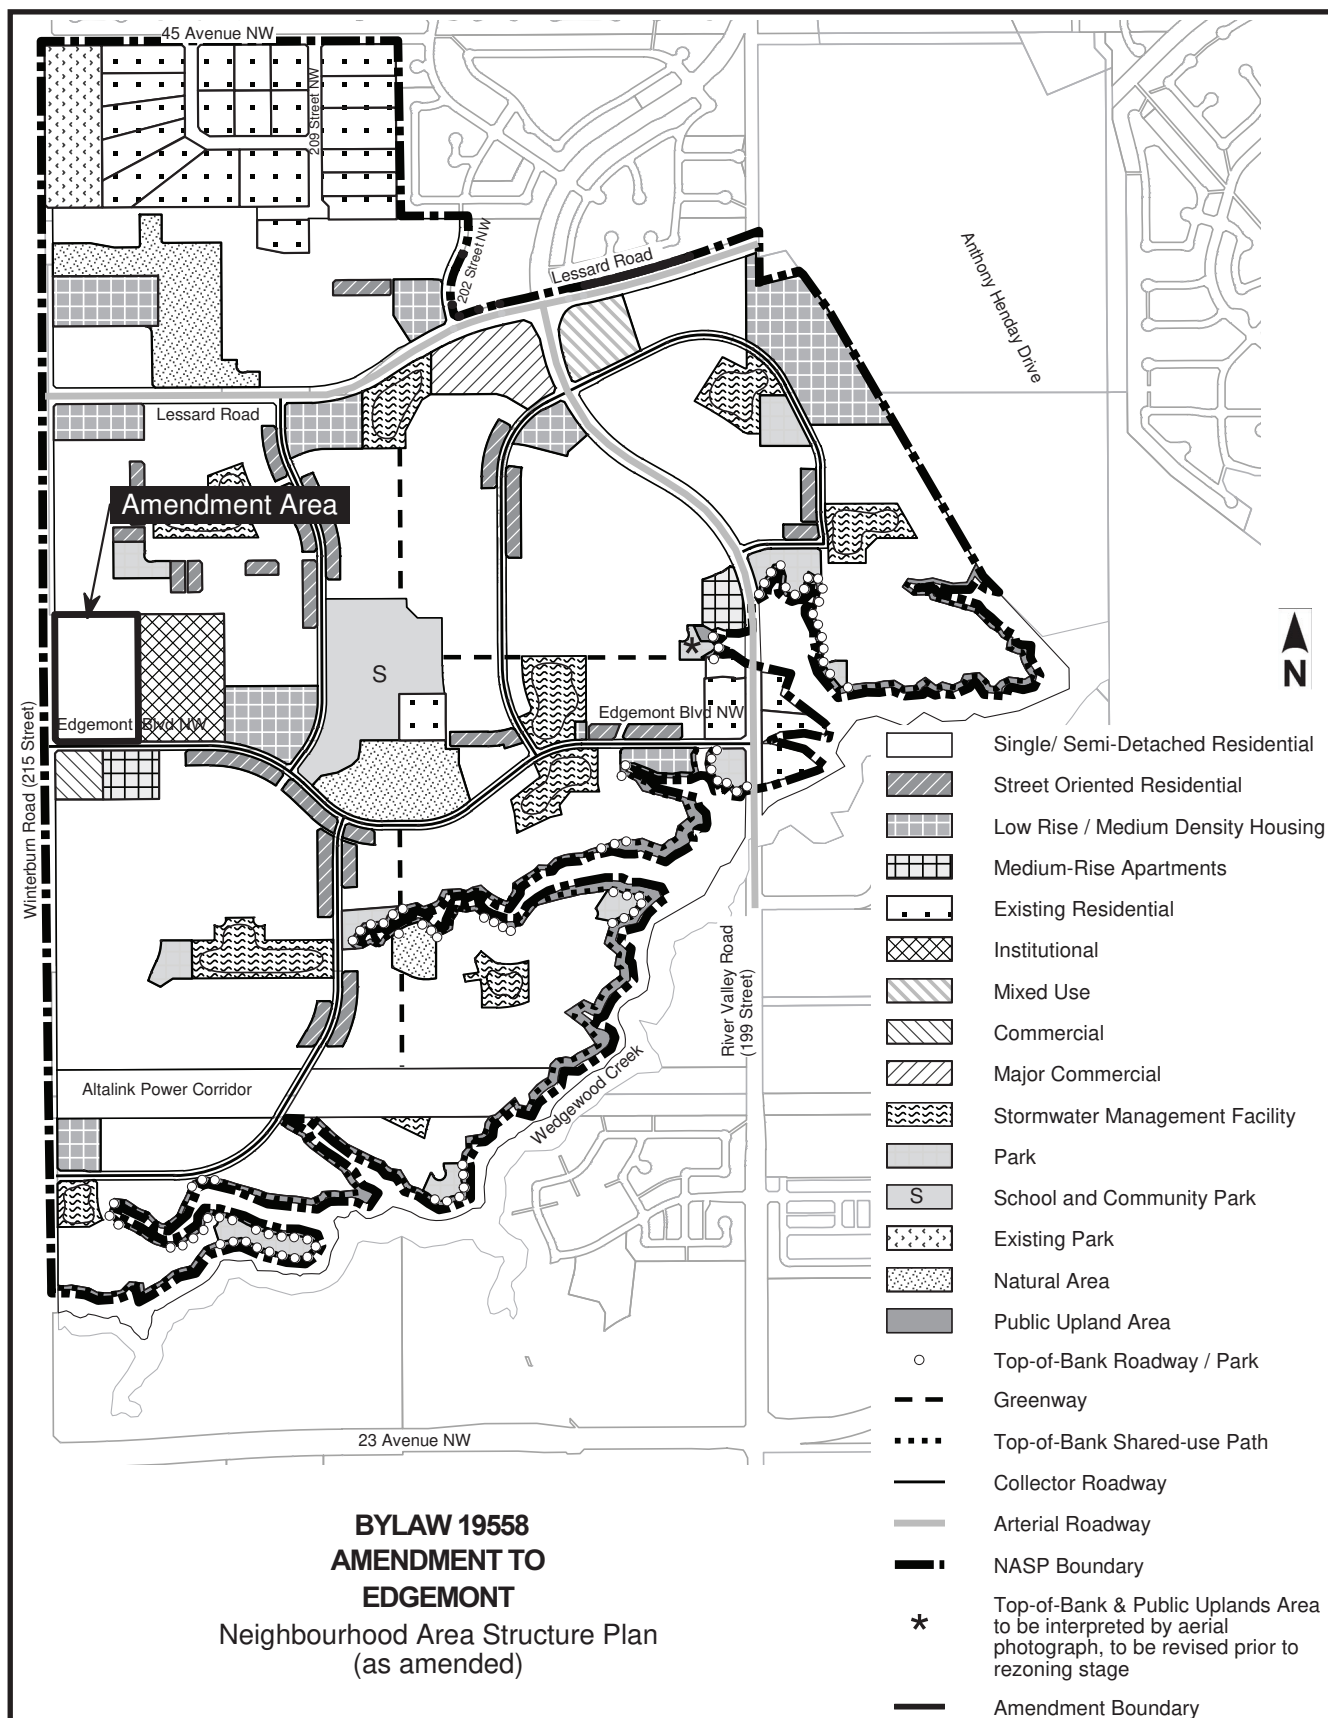 45 Avenue NW
209 Street NW
202 Street NW
Lessard Road
Anthony Henday Drive
Lessard Road
Amendment Area
S
*
N
Edgemont Blvd NW
Edgemont Blvd NW
Winterburn Road (215 Street)
River Valley Road
(199 Street)
Wedgewood Creek
Altalink Power Corridor
23 Avenue NW
Single/ Semi-Detached Residential
Street Oriented Residential
Low Rise / Medium Density Housing
Medium-Rise Apartments
Existing Residential
Institutional
Mixed Use
Commercial
Major Commercial
Stormwater Management Facility
Park
S School and Community Park
Existing Park
Natural Area
Public Upland Area
Top-of-Bank Roadway / Park
Greenway
Top-of-Bank Shared-use Path
Collector Roadway
Arterial Roadway
NASP Boundary
* Top-of-Bank & Public Uplands Area
to be interpreted by aerial
photograph, to be revised prior to
rezoning stage
Amendment Boundary
BYLAW 19558
AMENDMENT TO
EDGEMONT
Neighbourhood Area Structure Plan
(as amended)